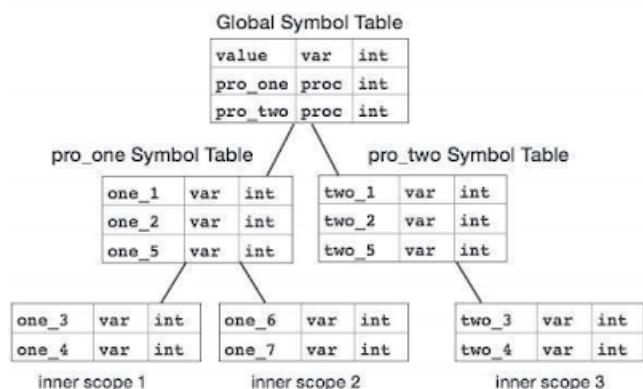 Global Symbol Table
value var int
pro_one proc int
pro_two proc int
pro_one Symbol Table
one_1 var int
one_2 var int
one_5 var int
pro_two Symbol Table
two_1 var int
two_2 var int
two_5 var int
one_3 var int
one_4 var int
inner scope 1
one_6 var int
one_7 var int
inner scope 2
two_3 var int
two_4 var int
inner scope 3